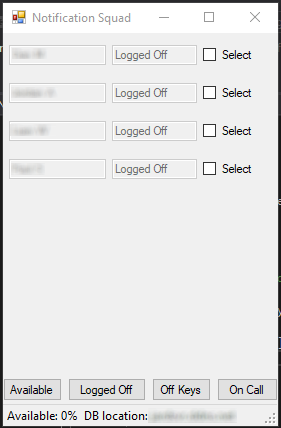 Notification Squad
Logged Off Select
Logged Off Select
Logged Off Select
Logged Off Select
Available Logged Off Off Keys On Call
Available: 0% DB location: